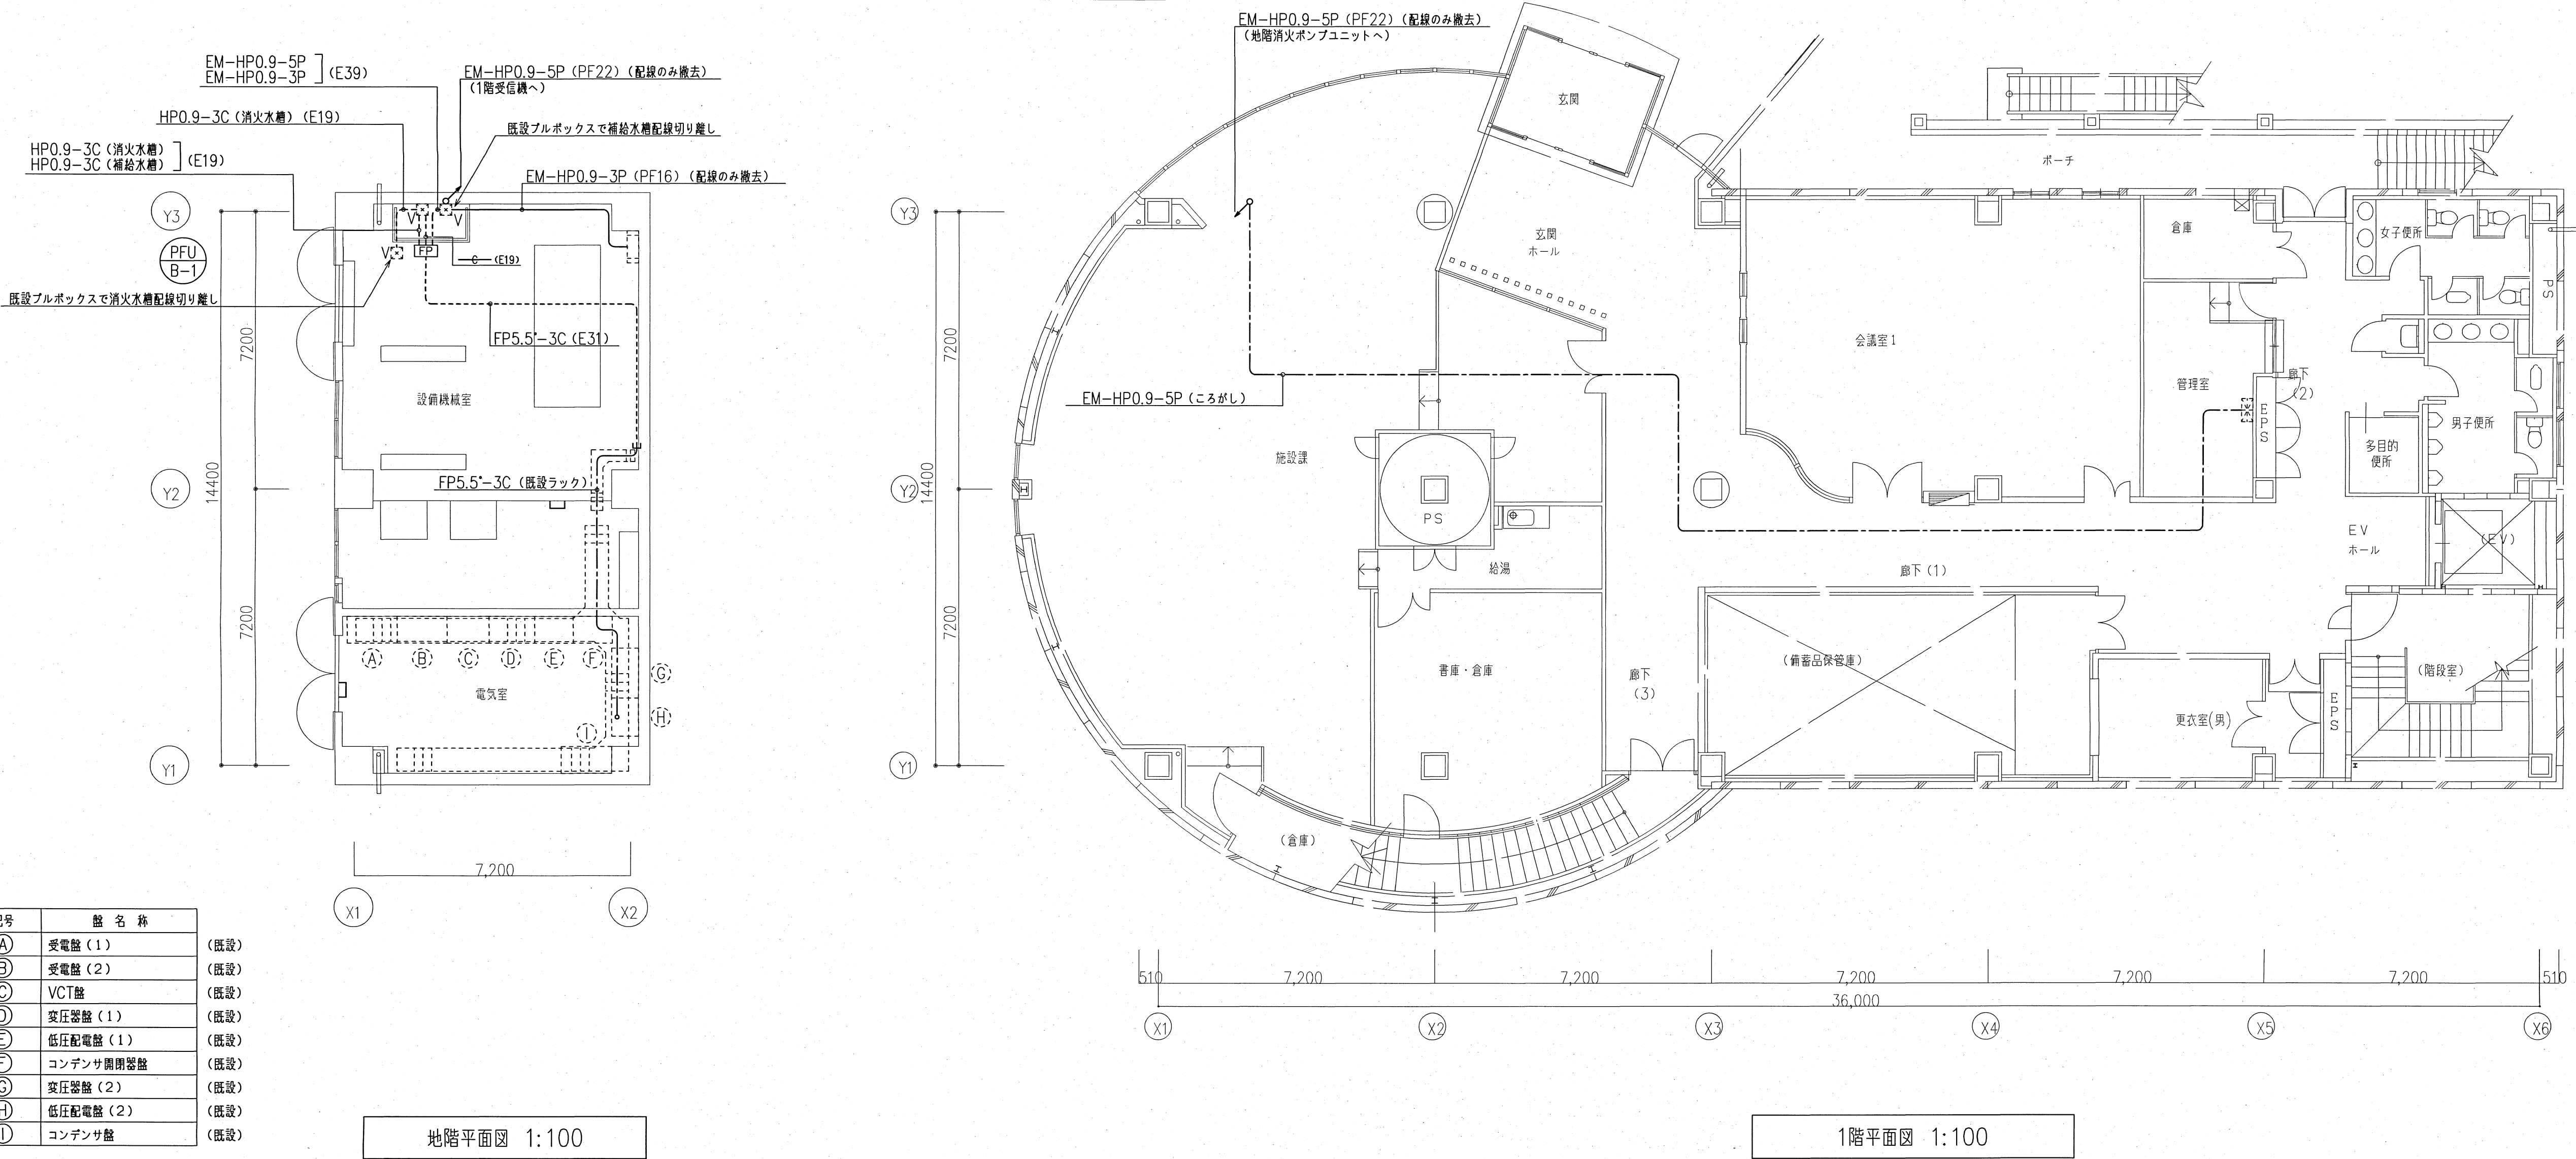 EM-HP0.9-5P
EM-HP0.9-3P
(E39)
EM-HP0.9-5P (PF22) (配線のみ撤去)
(1階受信機へ)
HP0.9-3C (消火水槽) (E19)
既設プルボックスで補給水槽配線切り離し
HP0.9-3C (消火水槽)
HP0.9-3C (補給水槽)
(E19)
EM-HP0.9-3P (PF16) (配線のみ撤去)
Y3
V
V
PFU
B-1
V
FP
C (E19)
既設プルボックスで消火水槽配線切り離し
FP5.5°-3C (E31)
7200
設備機械室
14400
Y2
FP5.5°-3C (既設ラック)
7200
A
B
C
D
E
F
G
電気室
H
I
Y1
7,200
X1
X2
記号
盤名称
A 受電盤 (1) (既設)
B 受電盤 (2) (既設)
C VCT盤 (既設)
D 変圧器盤 (1) (既設)
E 低圧配電盤 (1) (既設)
F コンデンサ開閉器盤 (既設)
G 変圧器盤 (2) (既設)
H 低圧配電盤 (2) (既設)
I コンデンサ盤 (既設)
地階平面図 1:100
EM-HP0.9-5P (PF22) (配線のみ撤去)
(地階消火ポンプユニットへ)
玄関
ポーチ
Y3
玄関
ホール
倉庫
女子便所
PS
7200
会議室1
管理室
廊下
(2)
EM-HP0.9-5P (ころがし)
EPS
男子便所
多目的
便所
施設課
14400
Y2
PS
EV
ホール
(EV)
給湯
廊下 (1)
7200
書庫・倉庫
廊下
(3)
(備蓄品保管庫)
(階段室)
更衣室(男)
EPS
Y1
(倉庫)
510
7,200
7,200
7,200
7,200
7,200
510
36,000
X1
X2
X3
X4
X5
X6
1階平面図 1:100